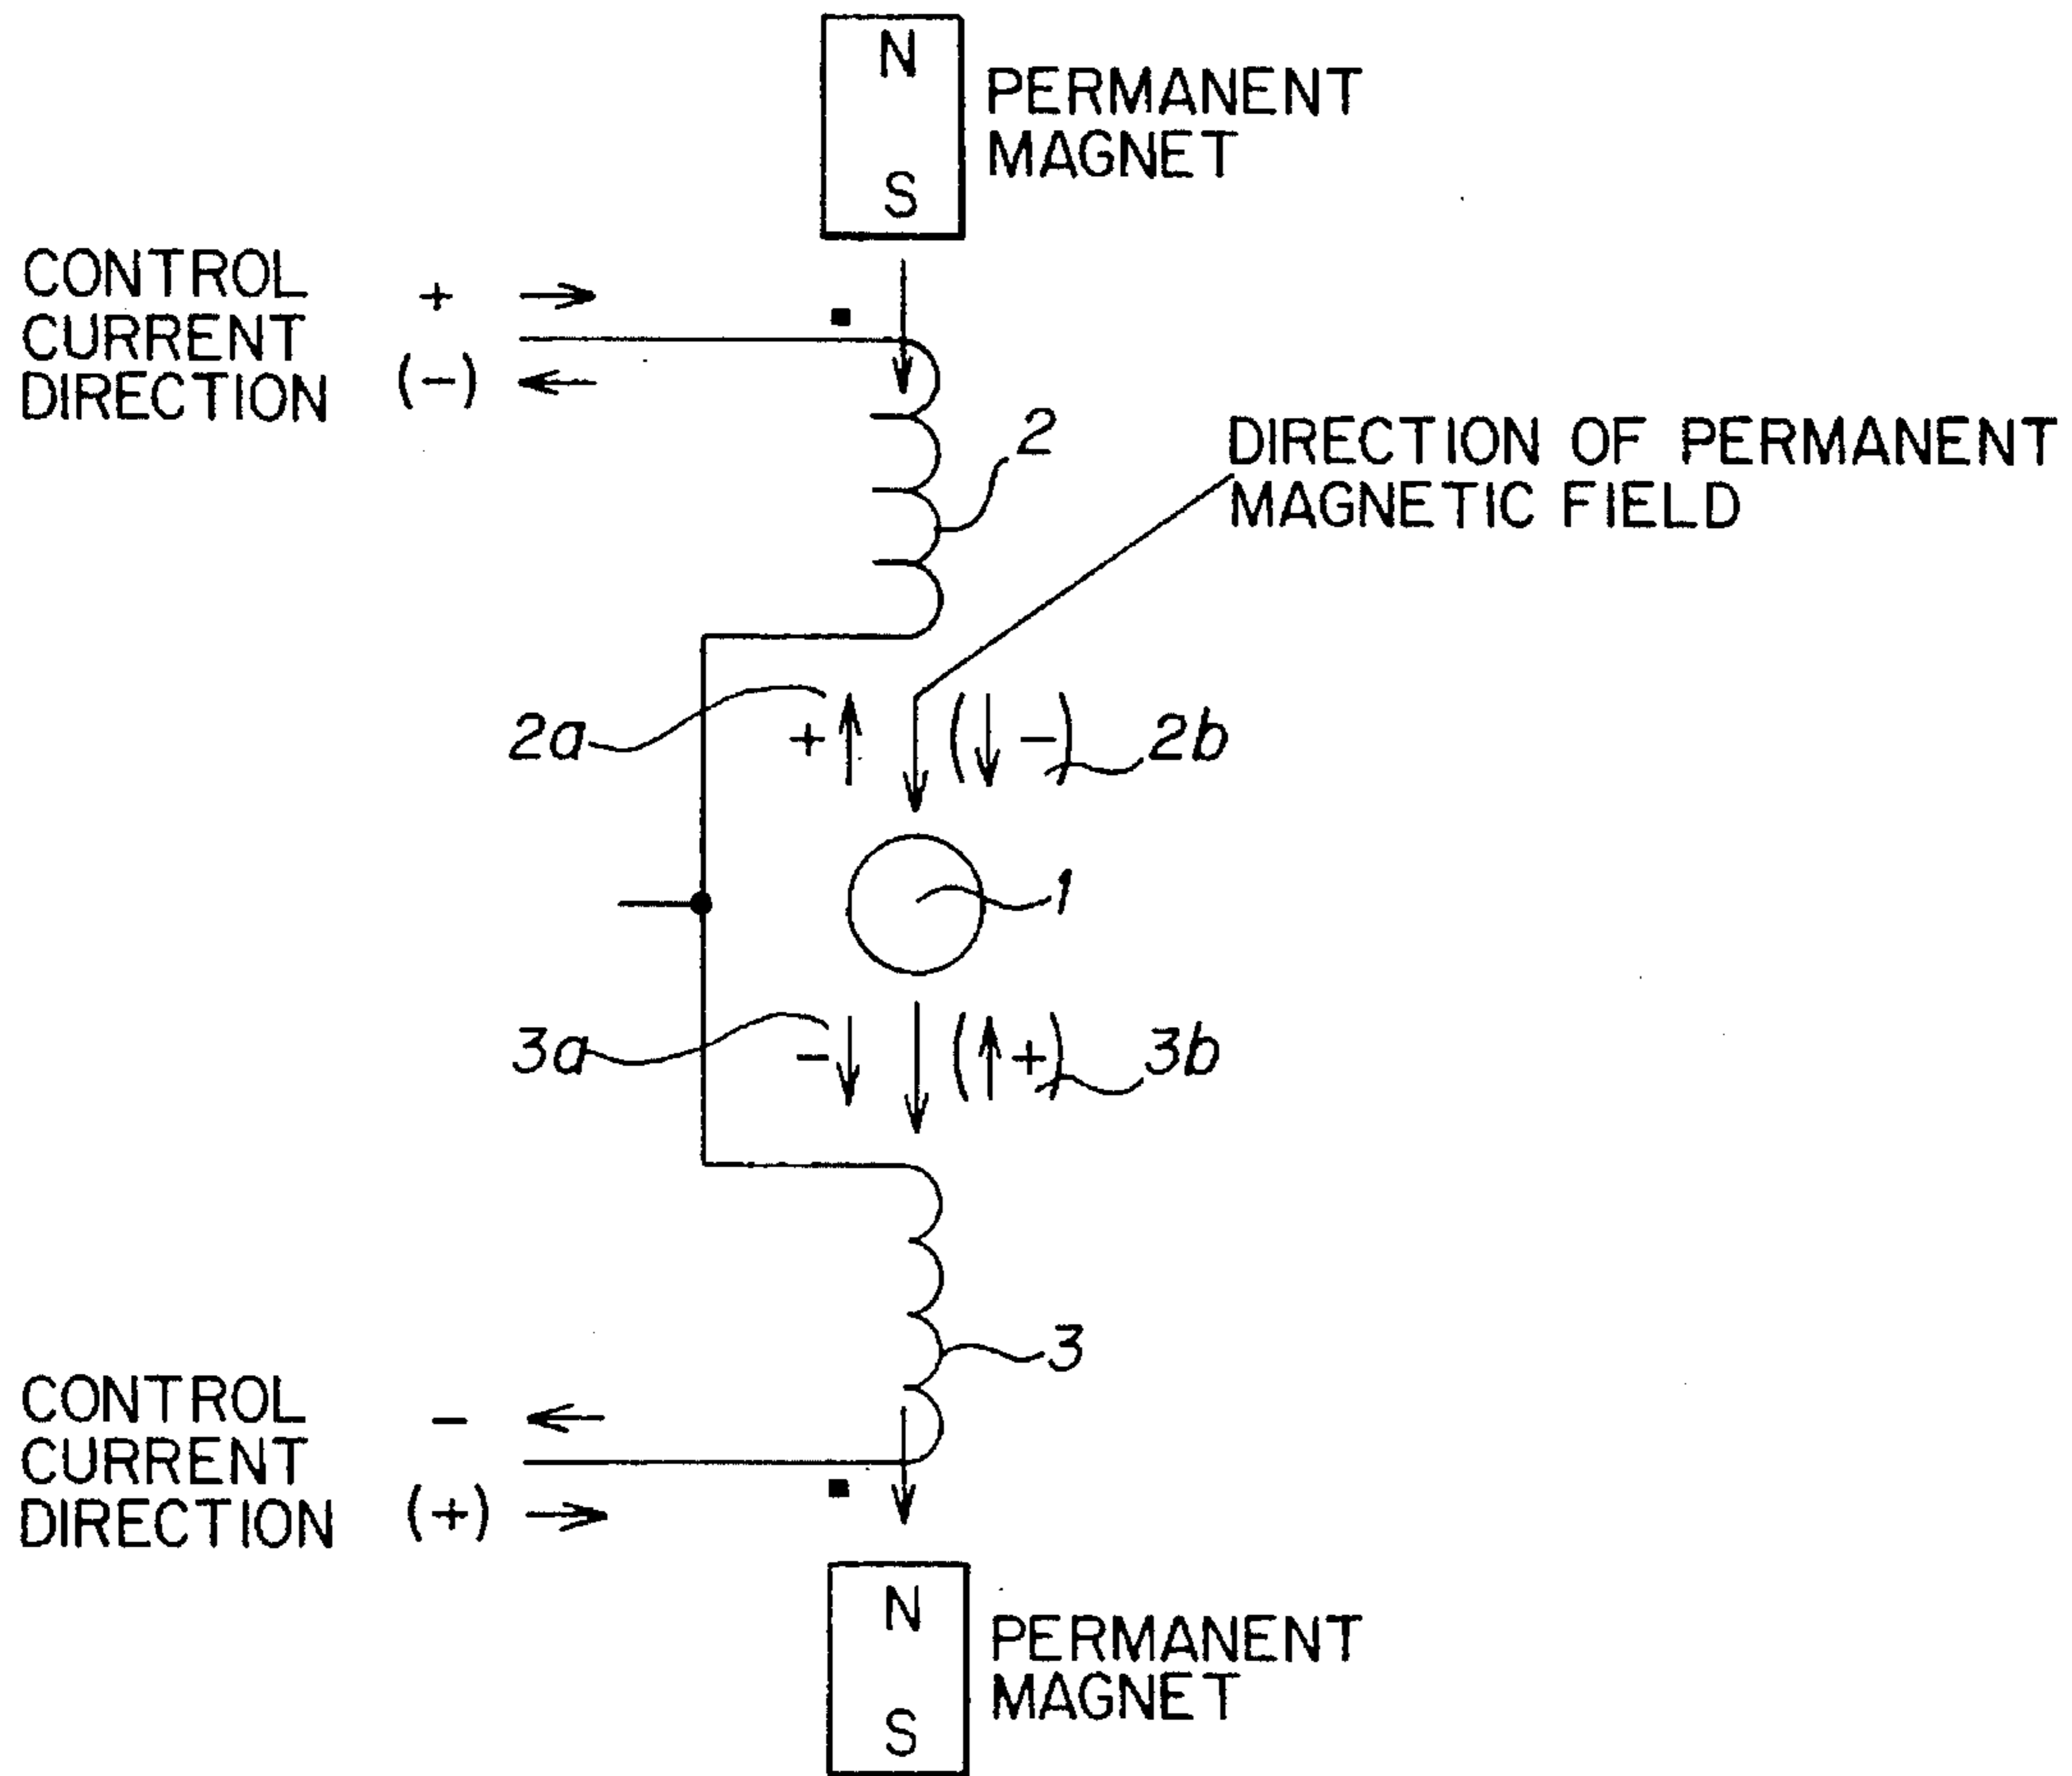 N
S
PERMANENT
MAGNET
CONTROL
CURRENT
DIRECTION
+
(-)
2
DIRECTION OF PERMANENT
MAGNETIC FIELD
2a
+
(-)
2b
1
3a
-
(+)
3b
3
CONTROL
CURRENT
DIRECTION
-
(+)
N
S
PERMANENT
MAGNET